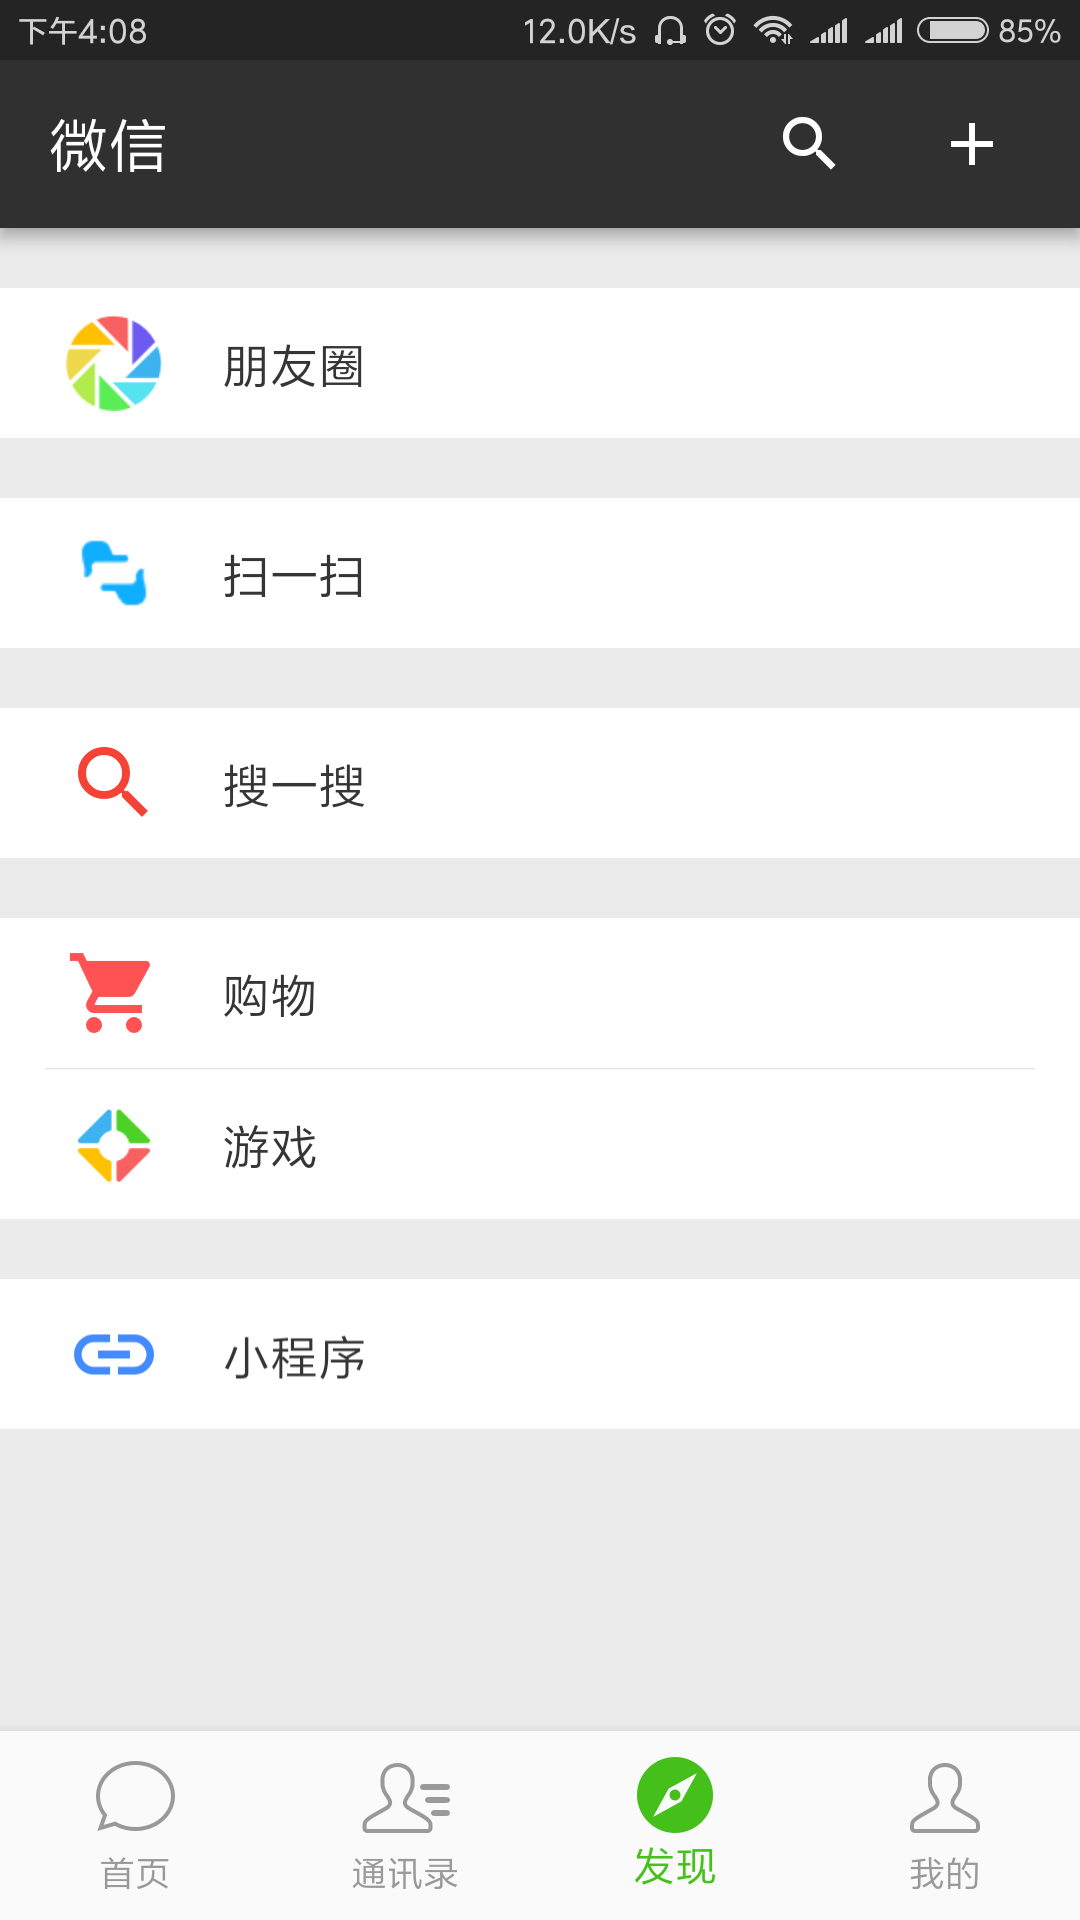 下午4:08 12.0K/s 85%
微信
朋友圈
扫一扫
搜一搜
购物
游戏
小程序
首页 通讯录 发现 我的